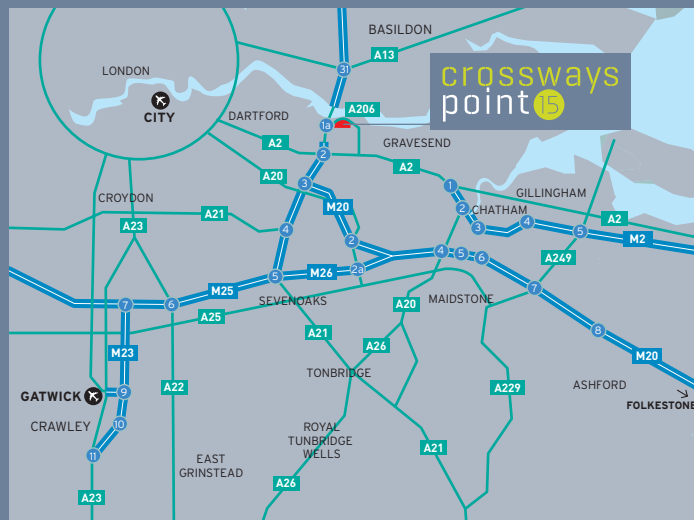 BASILDON
A13
31
LONDON
crossways
point 15
CITY
A206
DARTFORD
1a
A2
GRAVESEND
2
A2
A20
3
1
GILLINGHAM
CROYDON
M20
2
CHATHAM
A21
4
A2
A23
3
4
5
M2
2
4
5
6
A249
5
M26
2a
M25
7
6
SEVENOAKS
A20
MAIDSTONE
7
A25
A21
8
A26
M23
M20
TONBRIDGE
A22
A229
ASHFORD
GATWICK
9
FOLKESTONE
CRAWLEY
10
ROYAL
TUNBRIDGE
WELLS
A21
11
EAST
GRINSTEAD
A26
A23